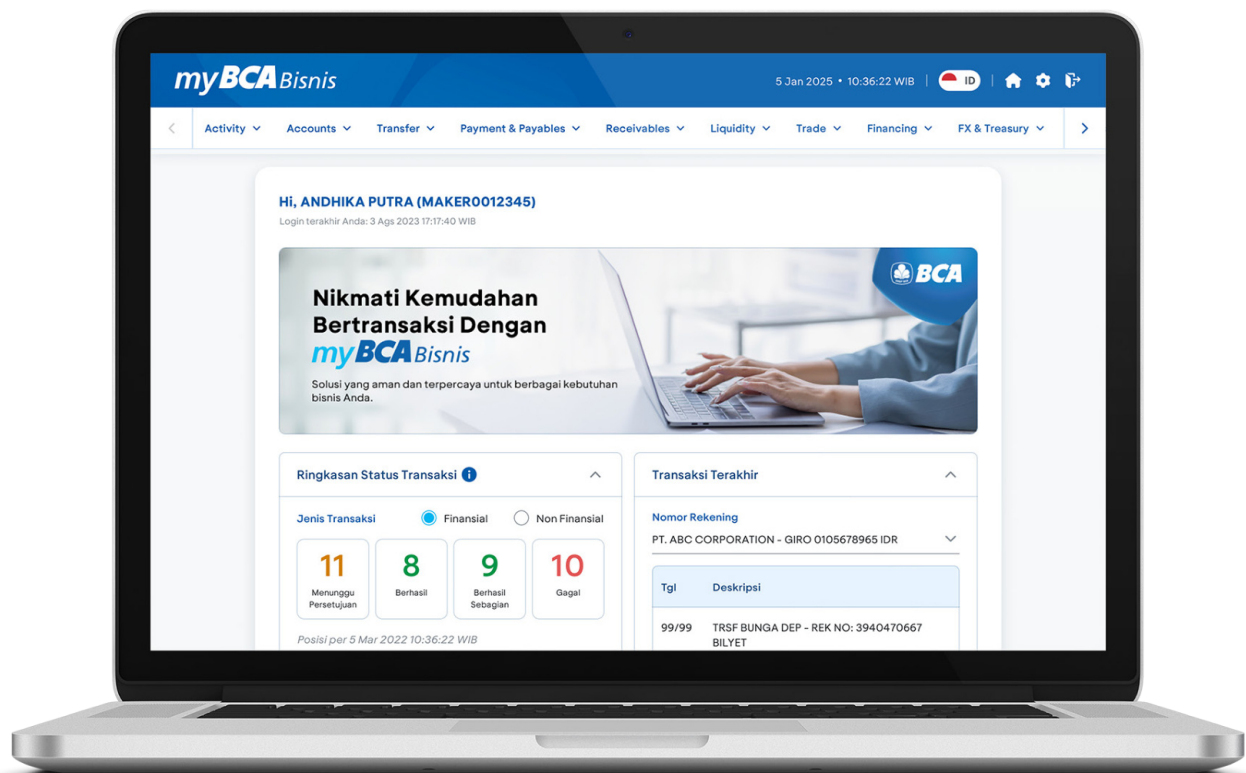 myBCA Bisnis
5 Jan 2025 • 10:36:22 WIB | ID
Activity Accounts Transfer Payment & Payables Receivables Liquidity Trade Financing FX & Treasury
Hi, ANDHIKA PUTRA (MAKER0012345)
Login terakhir Anda: 3 Ags 2023 17:17:40 WIB
BCA
Nikmati Kemudahan
Bertransaksi Dengan
myBCA Bisnis
Solusi yang aman dan terpercaya untuk berbagai kebutuhan
bisnis Anda.
Ringkasan Status Transaksi
Jenis Transaksi Finansial Non Finansial
11
Menunggu
Persetujuan
8
Berhasil
9
Berhasil
Sebagian
10
Gagal
Posisi per 5 Mar 2022 10:36:22 WIB
Transaksi Terakhir
Nomor Rekening
PT. ABC CORPORATION - GIRO 0105678965 IDR
Tgl Deskripsi
99/99 TRSF BUNGA DEP - REK NO: 3940470667
BILYET